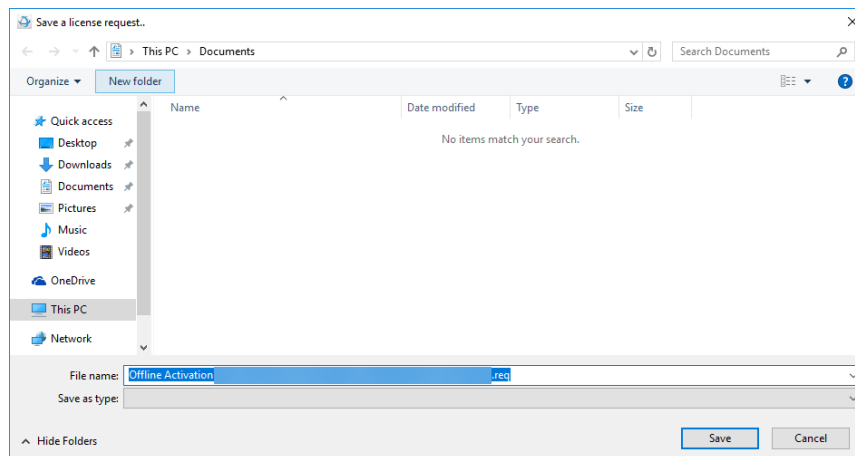 Save a license request..
This PC > Documents
Search Documents
Organize
New folder
?
Name
Date modified
Type
Size
No items match your search.
Quick access
Desktop
Downloads
Documents
Pictures
Music
Videos
OneDrive
This PC
Network
File name: Offline Activation .req
Save as type:
Hide Folders
Save
Cancel